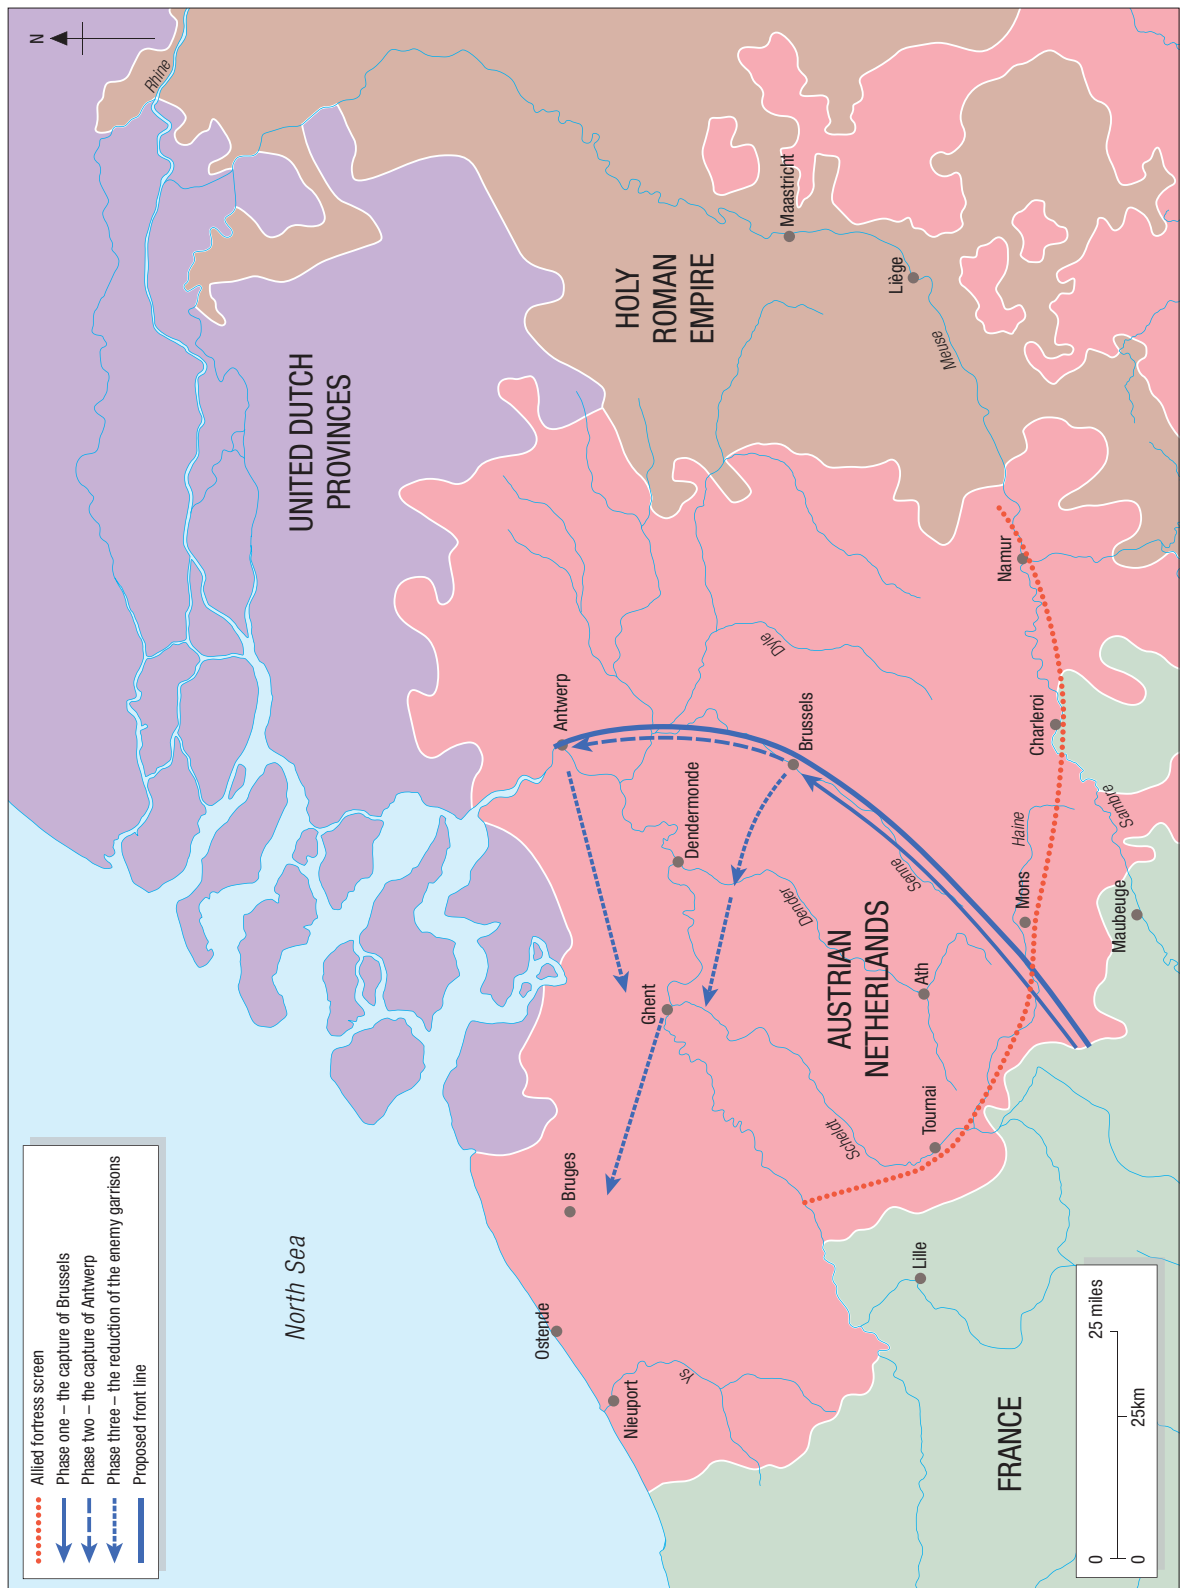 N
Allied fortress screen
Phase one – the capture of Brussels
Phase two – the capture of Antwerp
Phase three – the reduction of the enemy garrisons
Proposed front line
North Sea
UNITED DUTCH
PROVINCES
HOLY
ROMAN
EMPIRE
AUSTRIAN
NETHERLANDS
FRANCE
Rhine
Nieuport
Ostende
Bruges
Ghent
Antwerp
Dendermonde
Brussels
Maastricht
Liège
Meuse
Dyle
Senne
Dender
Scheldt
Ys
Lille
Tournai
Ath
Mons
Haine
Charleroi
Namur
Sambre
Maubeuge
0
25 miles
0
25km